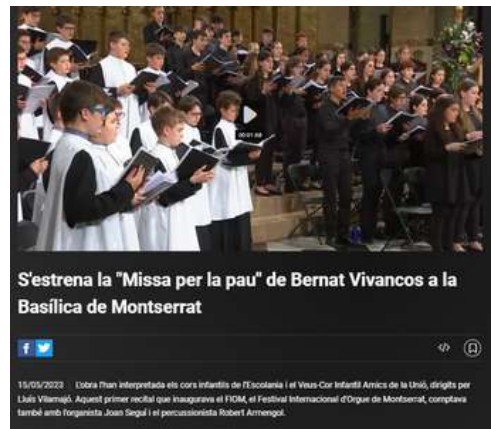 00:01 AM
S'estrena la "Missa per la pau" de Bernat Vivancos a la
Basílica de Montserrat
15/05/2023 L'obra l'han interpretada els cors infantils de l'Escolania i el Veus-Cor Infantil Amics de la Unió, dirigits per
Lluís Vilamajó. Aquest primer recital que inaugurava el FIOM, el Festival Internacional d'Orgue de Montserrat, comptava
també amb l'organista Joan Seguí i el percussionista Robert Armengol.